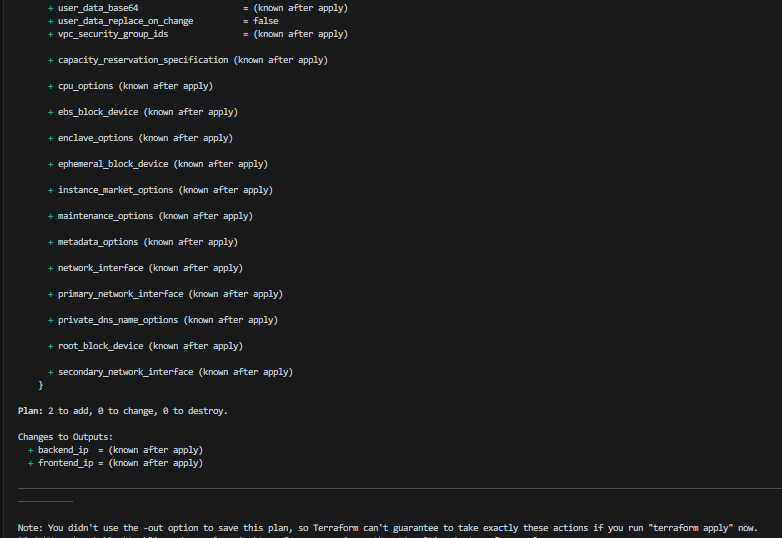 + user_data_base64 = (known after apply)
+ user_data_replace_on_change = false
+ vpc_security_group_ids = (known after apply)
+ capacity_reservation_specification (known after apply)
+ cpu_options (known after apply)
+ ebs_block_device (known after apply)
+ enclave_options (known after apply)
+ ephemeral_block_device (known after apply)
+ instance_market_options (known after apply)
+ maintenance_options (known after apply)
+ metadata_options (known after apply)
+ network_interface (known after apply)
+ primary_network_interface (known after apply)
+ private_dns_name_options (known after apply)
+ root_block_device (known after apply)
+ secondary_network_interface (known after apply)
}
Plan: 2 to add, 0 to change, 0 to destroy.
Changes to Outputs:
+ backend_ip = (known after apply)
+ frontend_ip = (known after apply)
Note: You didn't use the -out option to save this plan, so Terraform can't guarantee to take exactly these actions if you run "terraform apply" now.